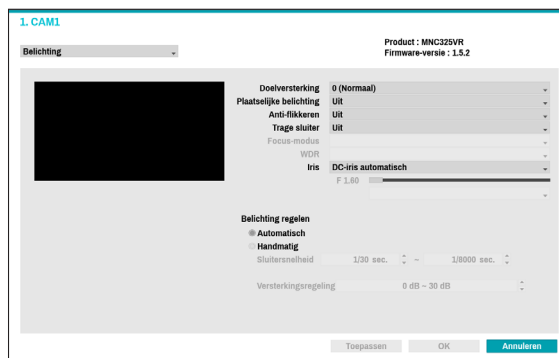 1. CAM1
Belichting
Product : MNC325VR
Firmware-versie : 1.5.2
Doelversterking 0 (Normaal)
Plaatselijke belichting Uit
Anti-flikkeren Uit
Trage sluiter Uit
Focus-modus
WDR
Iris DC-iris automatisch
F 1.60
Belichting regelen
Automatisch
Handmatig
Sluitersnelheid 1/30 sec. ~ 1/8000 sec.
Versterkingsregeling 0 dB ~ 30 dB
Toepassen OK Annuleren